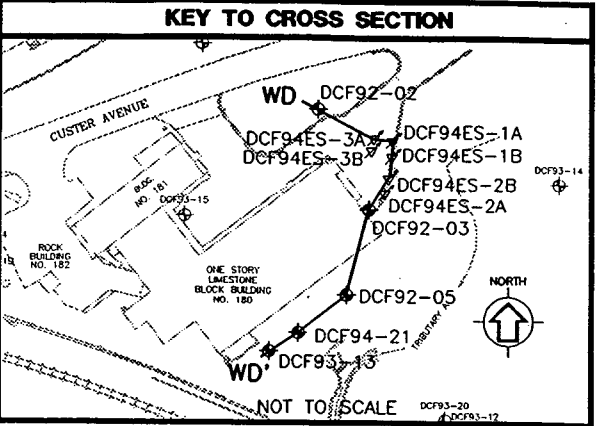 KEY TO CROSS SECTION
WD
DCF92-02
CUSTER AVENUE
DCF94ES-3A
DCF94ES-1A
DCF94ES-3B
DCF94ES-1B
DCF93-14
BLDG.
NO. 181
DCF94ES-2B
DCF93-15
DCF94ES-2A
DCF92-03
ROCK
BUILDING
NO. 182
ONE STORY
LIMESTONE
BLOCK BUILDING
NO. 180
NORTH
DCF92-05
TRIBUTARY A
DCF94-21
DCF93-13
WD'
NOT TO SCALE
DCF93-20
DCF93-12